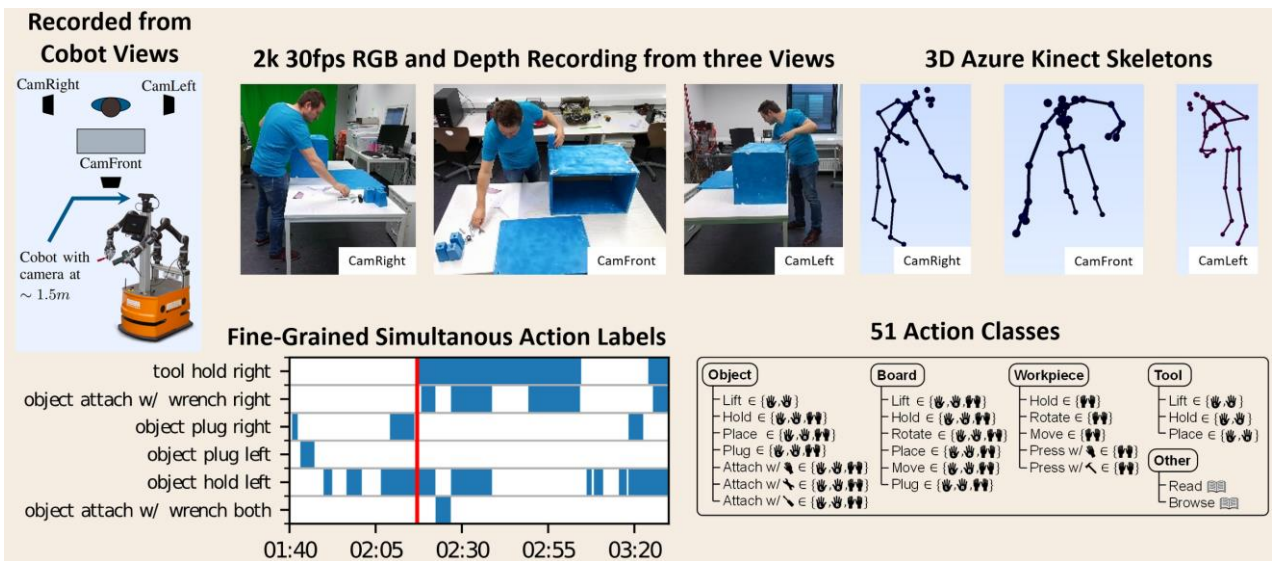 Recorded from
Cobot Views
CamRight
CamLeft
CamFront
Cobot with
camera at
~ 1.5m
2k 30fps RGB and Depth Recording from three Views
CamRight
CamFront
CamLeft
3D Azure Kinect Skeletons
CamRight
CamFront
CamLeft
Fine-Grained Simultanous Action Labels
tool hold right
object attach w/ wrench right
object plug right
object plug left
object hold left
object attach w/ wrench both
01:40 02:05 02:30 02:55 03:20
51 Action Classes
Object
Lift ∈ { , }
Hold ∈ { , , }
Place ∈ { , , }
Plug ∈ { , , }
Attach w/ ∈ { , , }
Attach w/ ∈ { , , }
Attach w/ ∈ { , , }
Board
Lift ∈ { , , }
Hold ∈ { , , }
Rotate ∈ { , , }
Place ∈ { , , }
Move ∈ { , , }
Plug ∈ { , , }
Workpiece
Hold ∈ { }
Rotate ∈ { }
Move ∈ { }
Press w/ ∈ { }
Press w/ ∈ { }
Tool
Lift ∈ { , }
Hold ∈ { , }
Place ∈ { , }
Other
Read
Browse